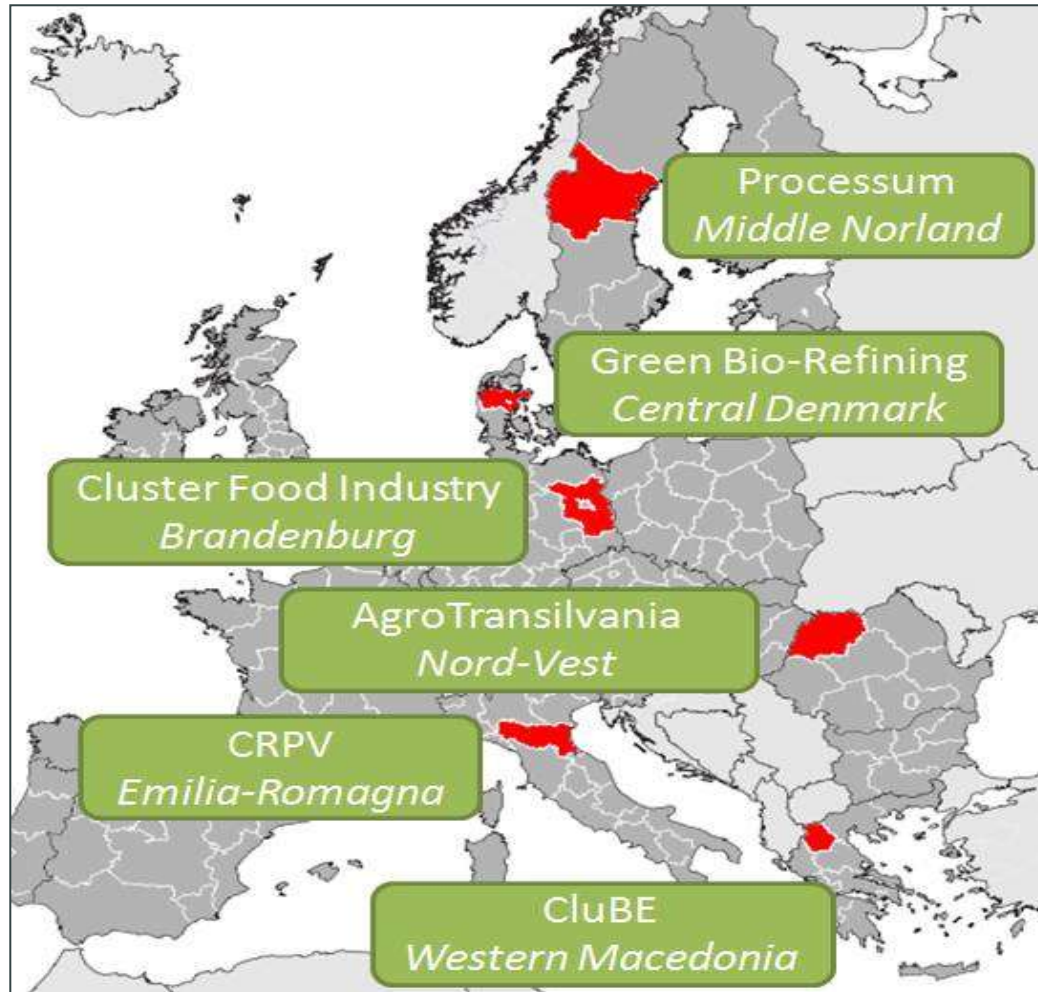 Processum
Middle Norland
Green Bio-Refining
Central Denmark
Cluster Food Industry
Brandenburg
AgroTransilvania
Nord-Vest
CRPV
Emilia-Romagna
CluBE
Western Macedonia